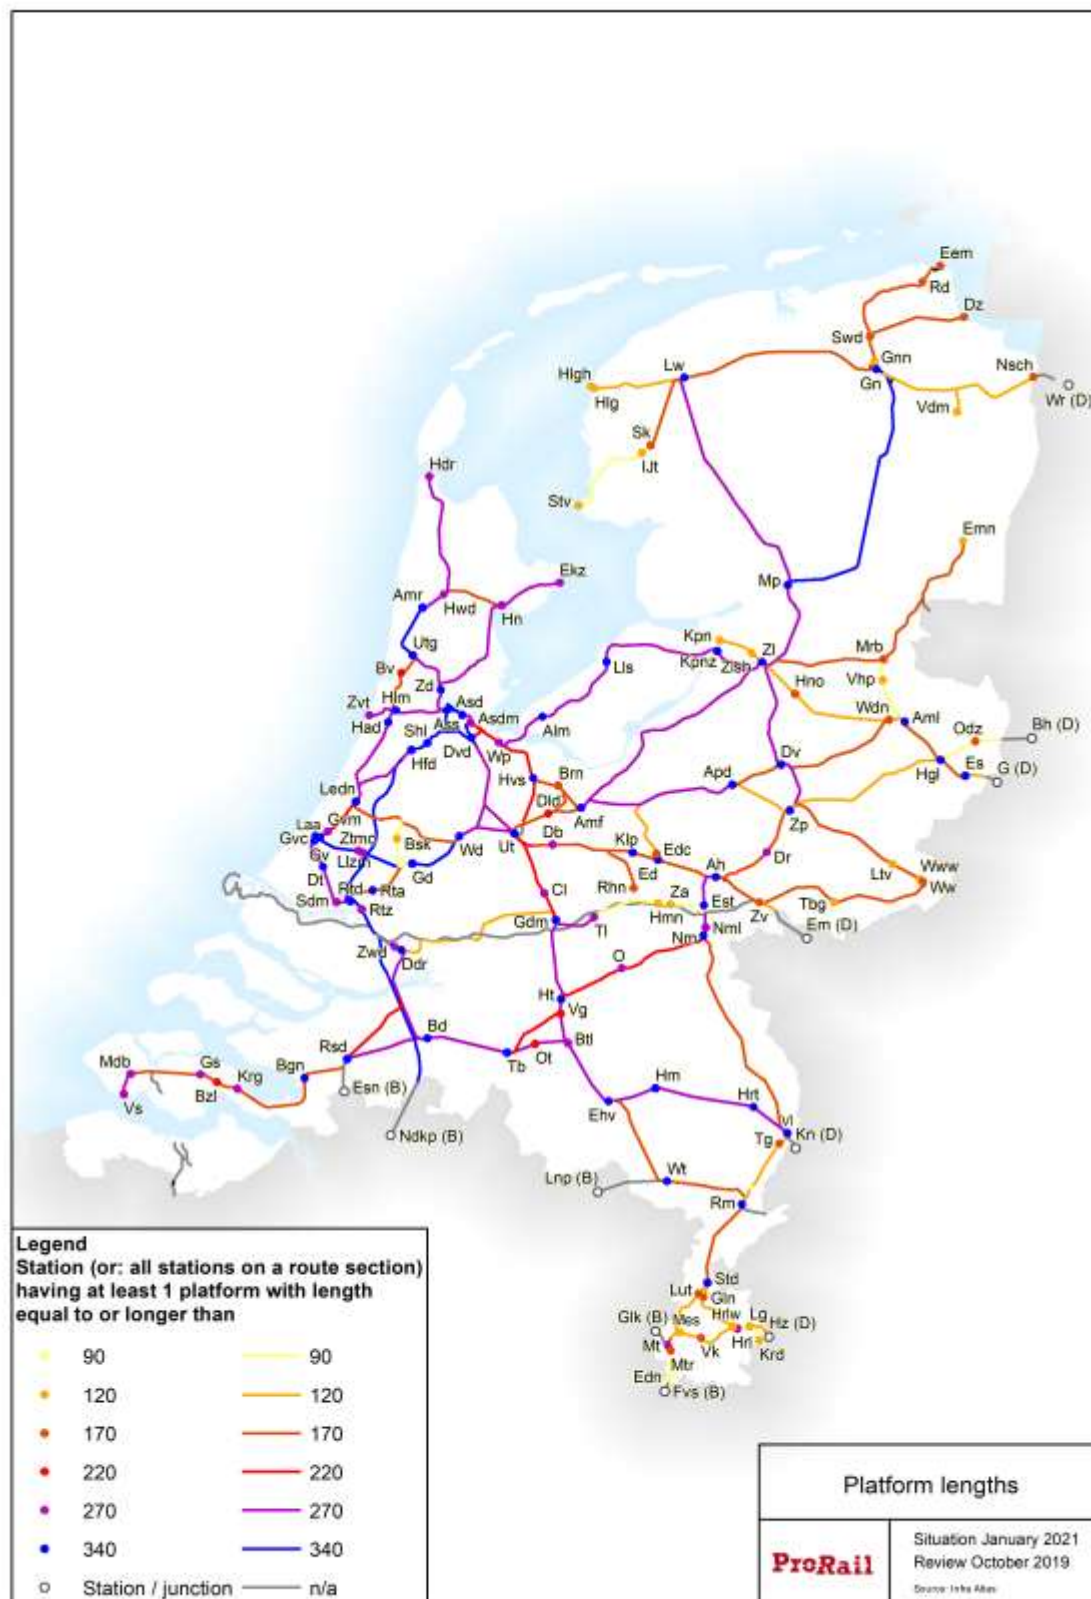 Eem
Rd
Dz
Swd
Gnn
Gn
Nsch
Wr (D)
Vdm
Lw
Hlgh
Hlg
Sk
IJt
Stv
Hdr
Emn
Ekz
Mp
Amr
Hwd
Hn
Utg
Bv
Zd
Kpn
Kpnz
Zlsh
Zl
Lls
Mrb
Hno
Vhp
Wdn
Aml
Odz
Bh (D)
Zvt
Hlm
Had
Asd
Ass
Asdm
Shl
Dvd
Hfd
Wp
Alm
Hvs
Brn
Dv
Hgl
Es
G (D)
Ledn
Dld
Amf
Apd
Zp
Laa
Gvm
Gvc
Ztmo
Gv
Llzm
Bsk
Wd
Ut
Db
Klp
Edc
Ah
Dr
Dt
Gd
Rta
Rtd
Sdm
Rtz
Rhn
Ed
Ltv
Www
Ww
Cl
Za
Hmn
Est
Zv
Tbg
Em (D)
Gdm
Tl
Nml
Nm
Zwd
Ddr
O
Ht
Vg
Btl
Bd
Tb
Ot
Rsd
Mdb
Gs
Krg
Bgn
Vs
Bzl
Esn (B)
Ndkp (B)
Hm
Hrt
Ehv
Vl
Kn (D)
Tg
Lnp (B)
Wt
Rm
Std
Lut
Gln
Glk (B)
Mes
Hrlw
Lg
Hz (D)
Mt
Vk
Hrl
Krd
Mtr
Edn
Fvs (B)
Legend
Station (or: all stations on a route section)
having at least 1 platform with length
equal to or longer than
90 90
120 120
170 170
220 220
270 270
340 340
Station / junction n/a
Platform lengths
ProRail
Situation January 2021
Review October 2019
Source: Infra Atlas